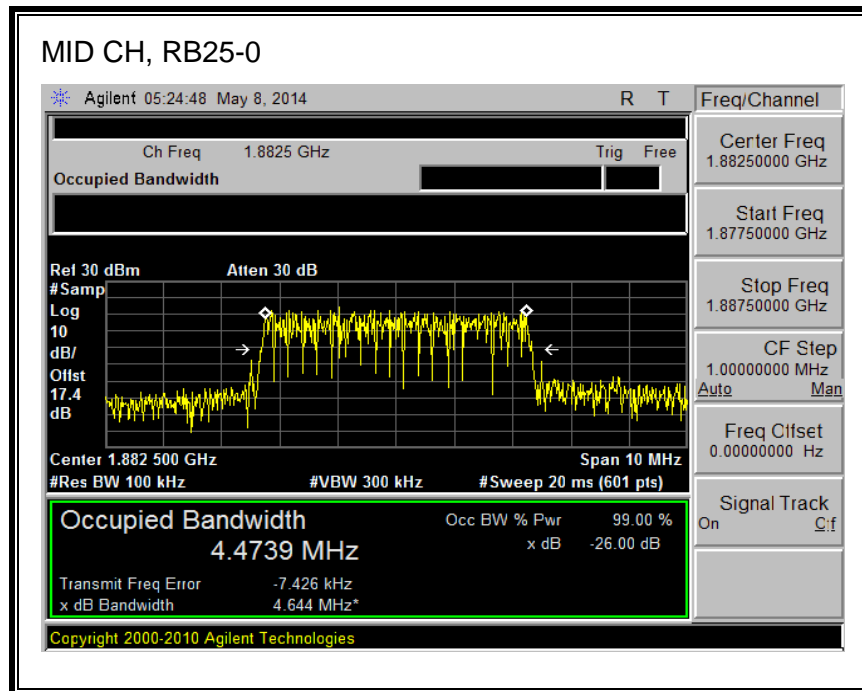 MID CH, RB25-0
Agilent 05:24:48 May 8, 2014 R T
Freq/Channel
Ch Freq 1.8825 GHz Trig Free
Occupied Bandwidth
Center Freq
1.88250000 GHz
Start Freq
1.87750000 GHz
Stop Freq
1.88750000 GHz
CF Step
1.00000000 MHz
Auto Man
Freq Offset
0.00000000 Hz
Signal Track
On Off
Ref 30 dBm Atten 30 dB
#Samp
Log
10
dB/
Offst
17.4
dB
Center 1.882 500 GHz Span 10 MHz
#Res BW 100 kHz #VBW 300 kHz #Sweep 20 ms (601 pts)
Occupied Bandwidth
4.4739 MHz
Occ BW % Pwr 99.00 %
x dB -26.00 dB
Transmit Freq Error -7.426 kHz
x dB Bandwidth 4.644 MHz*
Copyright 2000-2010 Agilent Technologies